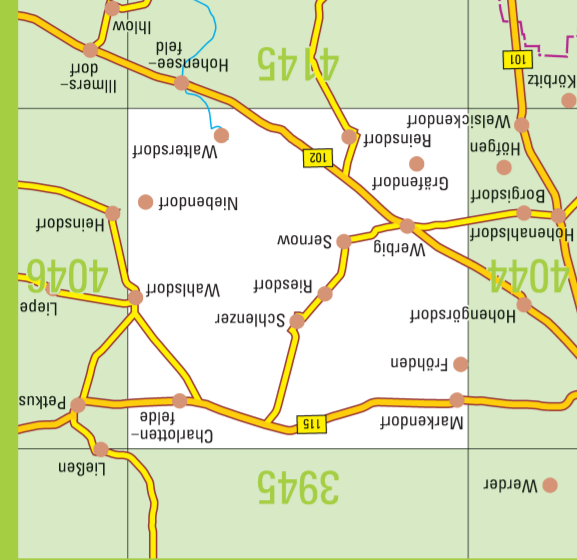 Werder
3945
Ließen
Markendorf
115
Charlotten-
felde
Petkus
Fröhden
Hohengörsdorf
Schlenzer
Liepe
Riesdorf
Wahlsdorf
4044
4046
Werbig
Sernow
Hohenahlsdorf
Heinsdorf
Borgisdorf
Niebendorf
Gräfendorf
Höfgen
102
Waltersdorf
Reinsdorf
Welsickendorf
Körbitz
101
4145
Hohensee-
feld
Illmers-
dorf
Ihlow